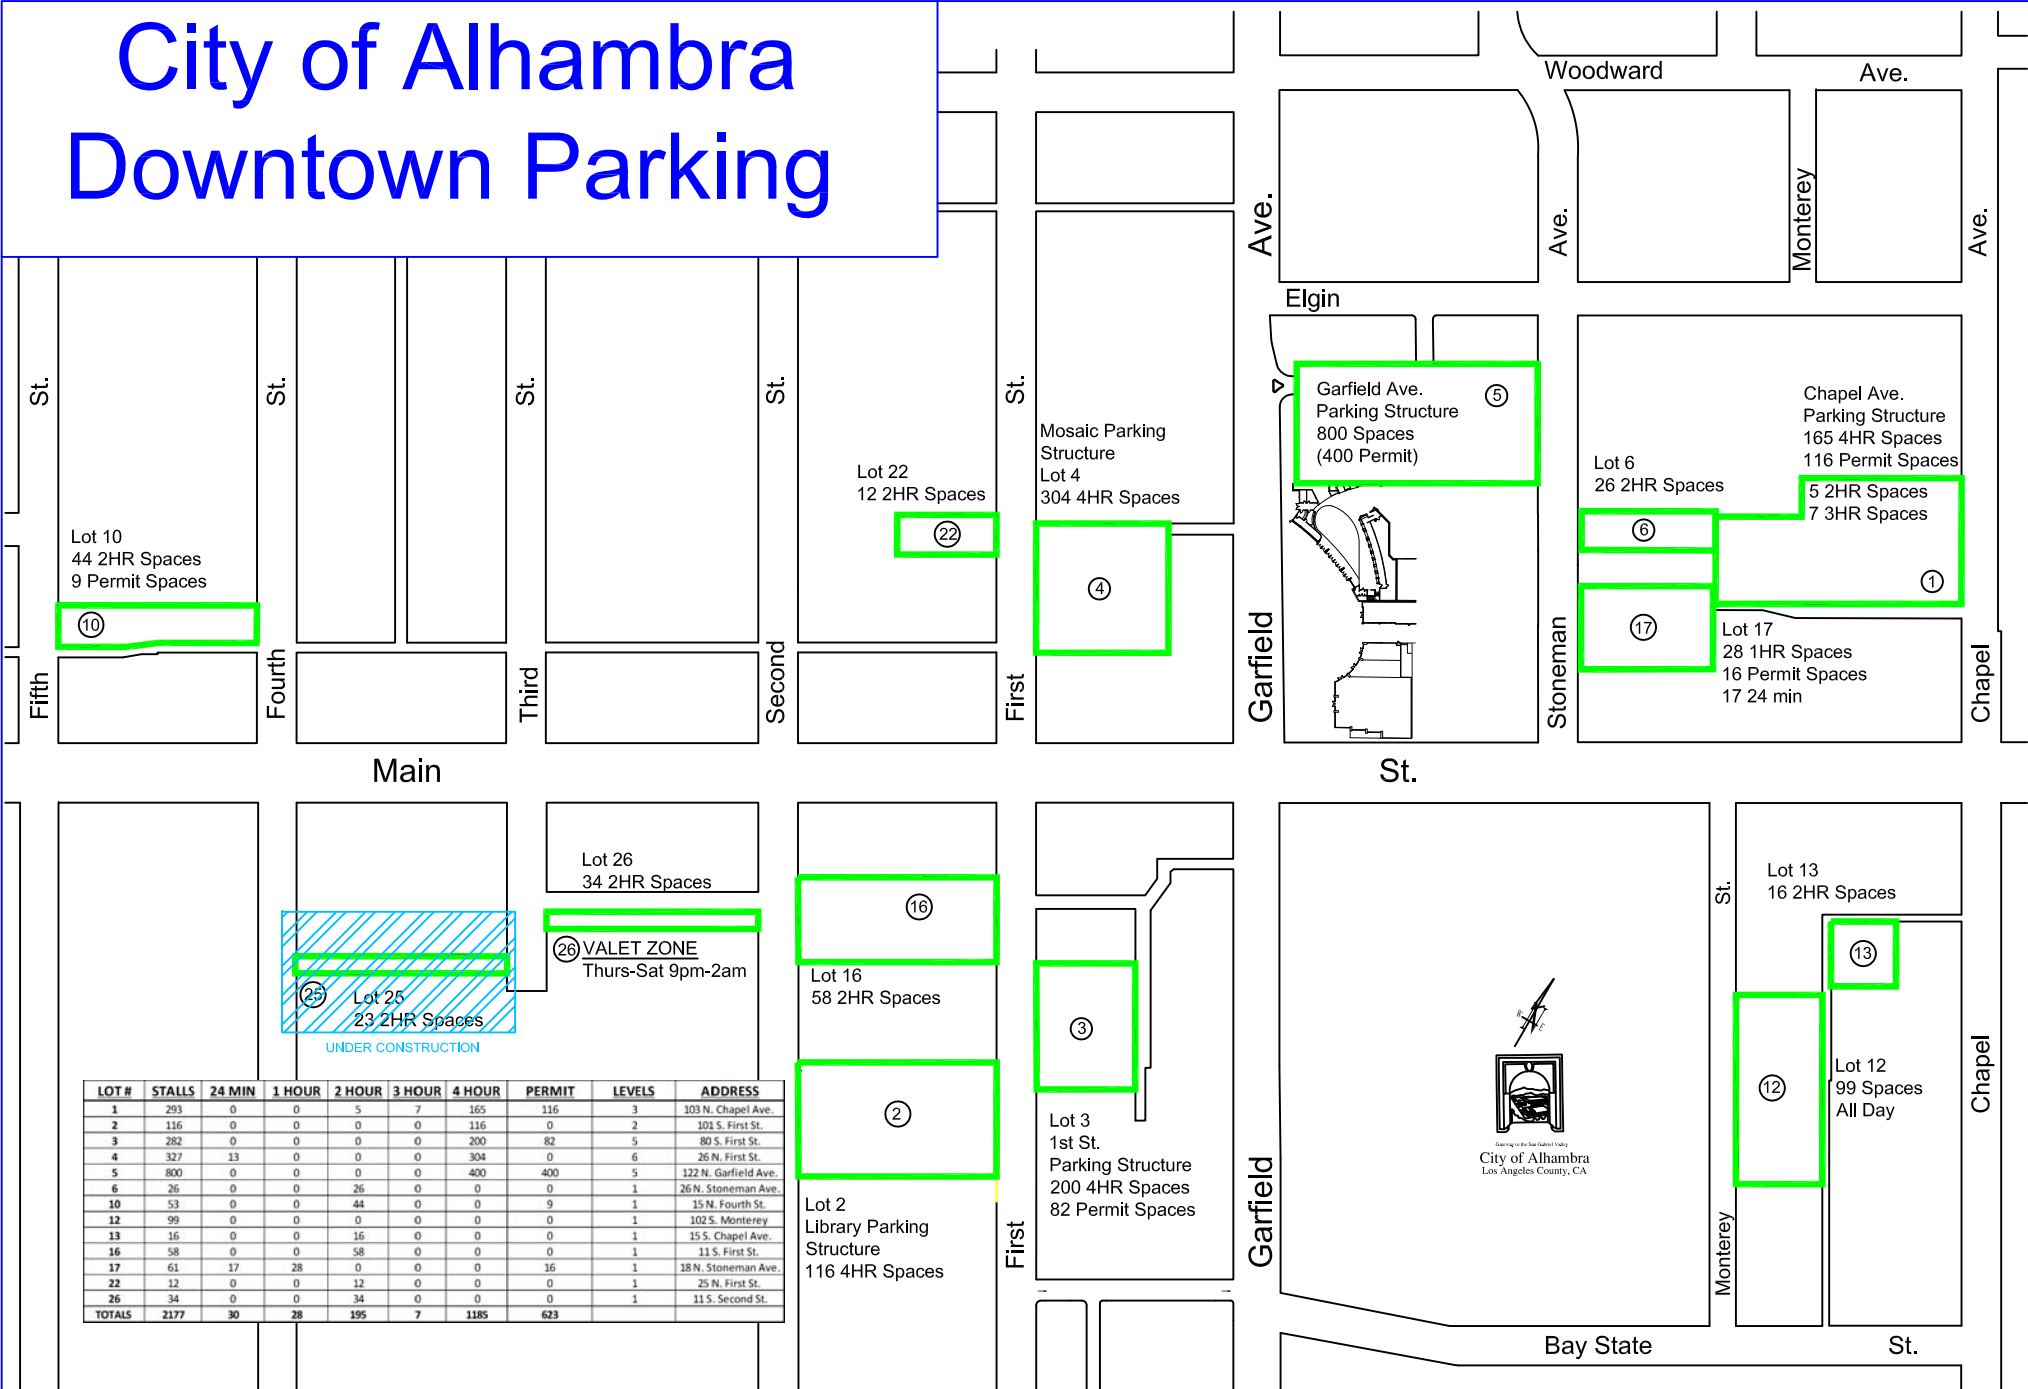 City of Alhambra
Downtown Parking
Woodward
Ave.
Ave.
Ave.
Monterey
Ave.
Elgin
St.
St.
St.
St.
St.
Garfield Ave.
Parking Structure
800 Spaces
(400 Permit)
5
Chapel Ave.
Parking Structure
165 4HR Spaces
116 Permit Spaces
5 2HR Spaces
7 3HR Spaces
1
Mosaic Parking
Structure
Lot 4
304 4HR Spaces
4
Lot 22
12 2HR Spaces
22
Lot 6
26 2HR Spaces
6
Lot 10
44 2HR Spaces
9 Permit Spaces
10
17
Lot 17
28 1HR Spaces
16 Permit Spaces
17 24 min
Fifth
Fourth
Third
Second
First
Garfield
Stoneman
Chapel
Main
St.
Lot 26
34 2HR Spaces
26 VALET ZONE
Thurs-Sat 9pm-2am
25
Lot 25
23 2HR Spaces
UNDER CONSTRUCTION
16
Lot 16
58 2HR Spaces
3
Lot 3
1st St.
Parking Structure
200 4HR Spaces
82 Permit Spaces
2
Lot 2
Library Parking
Structure
116 4HR Spaces
St.
Lot 13
16 2HR Spaces
13
12
Lot 12
99 Spaces
All Day
W
E
Gateway to the San Gabriel Valley
City of Alhambra
Los Angeles County, CA
First
Garfield
Monterey
Chapel
Bay State
St.
LOT # STALLS 24 MIN 1 HOUR 2 HOUR 3 HOUR 4 HOUR PERMIT LEVELS ADDRESS
1 293 0 0 5 7 165 116 3 103 N. Chapel Ave.
2 116 0 0 0 0 116 0 2 101 S. First St.
3 282 0 0 0 0 200 82 5 80 S. First St.
4 327 13 0 0 0 304 0 6 26 N. First St.
5 800 0 0 0 0 400 400 5 122 N. Garfield Ave.
6 26 0 0 26 0 0 0 1 26 N. Stoneman Ave.
10 53 0 0 44 0 0 9 1 15 N. Fourth St.
12 99 0 0 0 0 0 0 1 102 S. Monterey
13 16 0 0 16 0 0 0 1 15 S. Chapel Ave.
16 58 0 0 58 0 0 0 1 11 S. First St.
17 61 17 28 0 0 0 16 1 18 N. Stoneman Ave.
22 12 0 0 12 0 0 0 1 25 N. First St.
26 34 0 0 34 0 0 0 1 11 S. Second St.
TOTALS 2177 30 28 195 7 1185 623